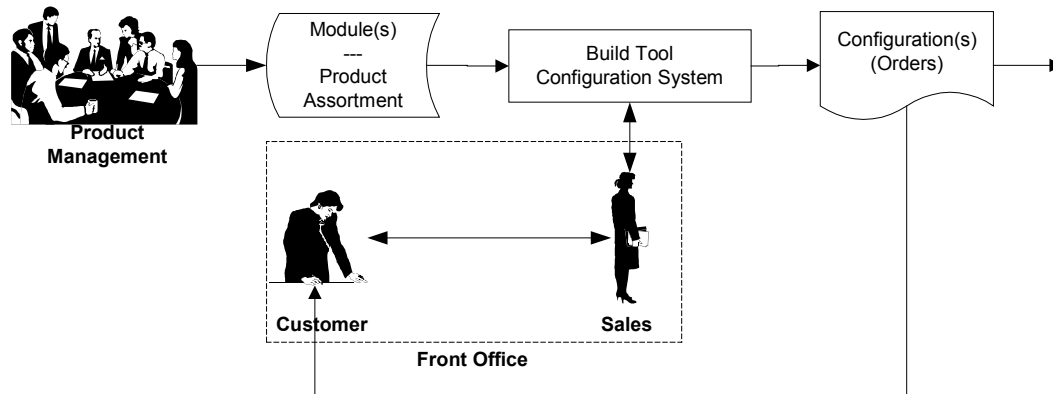 Module(s)
---
Product
Assortment
Build Tool
Configuration System
Configuration(s)
(Orders)
Product
Management
Customer
Sales
Front Office